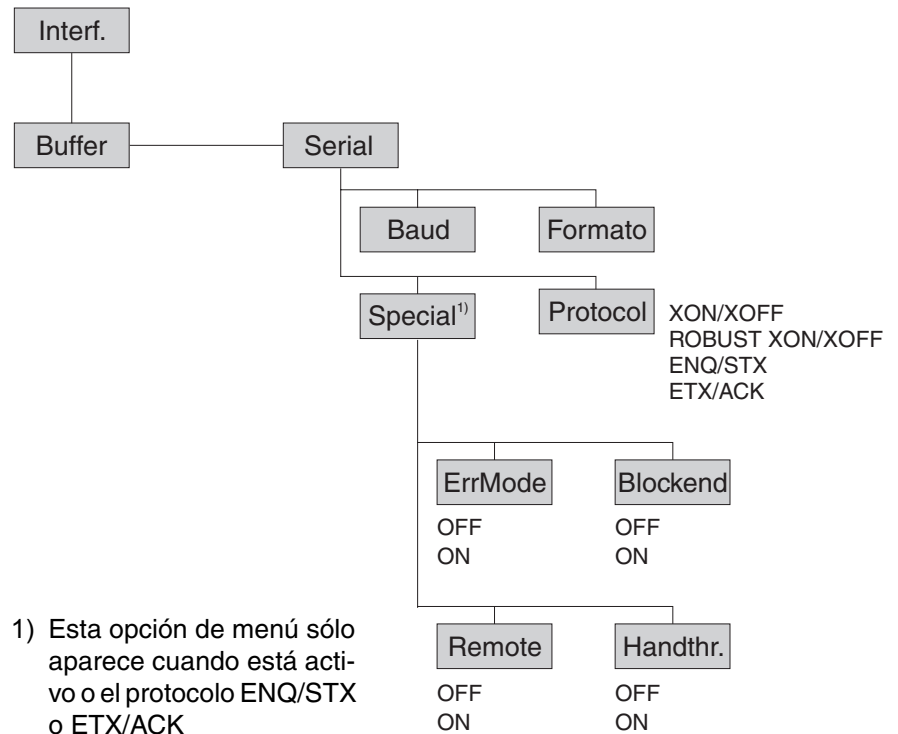 Interf.
Buffer
Serial
Baud
Formato
Special1)
Protocol
XON/XOFF
ROBUST XON/XOFF
ENQ/STX
ETX/ACK
ErrMode
Blockend
OFF
ON
OFF
ON
1) Esta opción de menú sólo
aparece cuando está acti-
vo o el protocolo ENQ/STX
o ETX/ACK
Remote
Handthr.
OFF
ON
OFF
ON